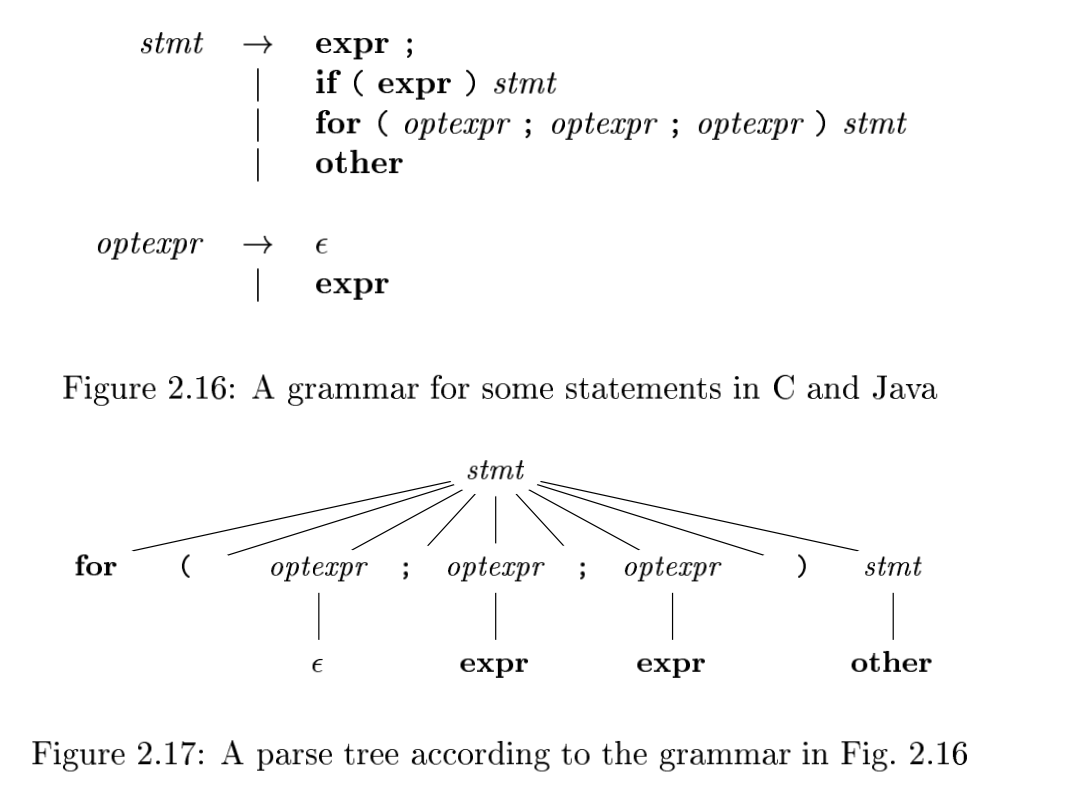 stmt → expr ;
| if ( expr ) stmt
| for ( optexpr ; optexpr ; optexpr ) stmt
| other
optexpr → ϵ
| expr
Figure 2.16: A grammar for some statements in C and Java
stmt
for ( optexpr ; optexpr ; optexpr ) stmt
ϵ expr expr other
Figure 2.17: A parse tree according to the grammar in Fig. 2.16